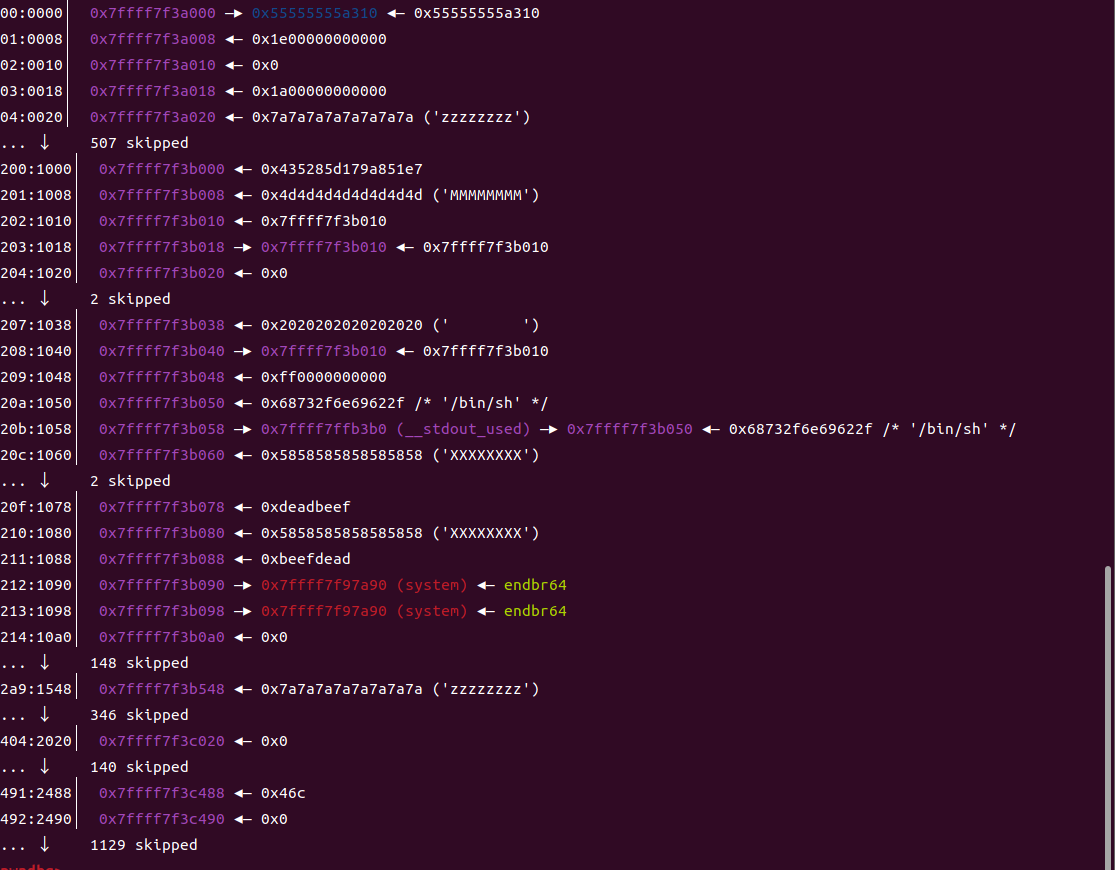 00:0000│ 0x7ffff7f3a000 —▸ 0x55555555a310 ◂— 0x55555555a310
01:0008│ 0x7ffff7f3a008 ◂— 0x1e00000000000
02:0010│ 0x7ffff7f3a010 ◂— 0x0
03:0018│ 0x7ffff7f3a018 ◂— 0x1a00000000000
04:0020│ 0x7ffff7f3a020 ◂— 0x7a7a7a7a7a7a7a7a ('zzzzzzzz')
... ↓ 507 skipped
200:1000│ 0x7ffff7f3b000 ◂— 0x435285d179a851e7
201:1008│ 0x7ffff7f3b008 ◂— 0x4d4d4d4d4d4d4d4d ('MMMMMMMM')
202:1010│ 0x7ffff7f3b010 ◂— 0x7ffff7f3b010
203:1018│ 0x7ffff7f3b018 —▸ 0x7ffff7f3b010 ◂— 0x7ffff7f3b010
204:1020│ 0x7ffff7f3b020 ◂— 0x0
... ↓ 2 skipped
207:1038│ 0x7ffff7f3b038 ◂— 0x2020202020202020 ('        ')
208:1040│ 0x7ffff7f3b040 —▸ 0x7ffff7f3b010 ◂— 0x7ffff7f3b010
209:1048│ 0x7ffff7f3b048 ◂— 0xff0000000000
20a:1050│ 0x7ffff7f3b050 ◂— 0x68732f6e69622f /* '/bin/sh' */
20b:1058│ 0x7ffff7f3b058 —▸ 0x7ffff7ffb3b0 (__stdout_used) —▸ 0x7ffff7f3b050 ◂— 0x68732f6e69622f /* '/bin/sh' */
20c:1060│ 0x7ffff7f3b060 ◂— 0x5858585858585858 ('XXXXXXXX')
... ↓ 2 skipped
20f:1078│ 0x7ffff7f3b078 ◂— 0xdeadbeef
210:1080│ 0x7ffff7f3b080 ◂— 0x5858585858585858 ('XXXXXXXX')
211:1088│ 0x7ffff7f3b088 ◂— 0xbeefdead
212:1090│ 0x7ffff7f3b090 —▸ 0x7ffff7f97a90 (system) ◂— endbr64
213:1098│ 0x7ffff7f3b098 —▸ 0x7ffff7f97a90 (system) ◂— endbr64
214:10a0│ 0x7ffff7f3b0a0 ◂— 0x0
... ↓ 148 skipped
2a9:1548│ 0x7ffff7f3b548 ◂— 0x7a7a7a7a7a7a7a7a ('zzzzzzzz')
... ↓ 346 skipped
404:2020│ 0x7ffff7f3c020 ◂— 0x0
... ↓ 140 skipped
491:2488│ 0x7ffff7f3c488 ◂— 0x46c
492:2490│ 0x7ffff7f3c490 ◂— 0x0
... ↓ 1129 skipped